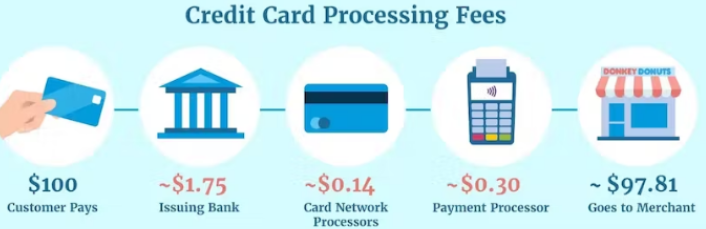 Credit Card Processing Fees
DONKEY DONUTS
$100
Customer Pays
~$1.75
Issuing Bank
~$0.14
Card Network
Processors
~$0.30
Payment Processor
~ $97.81
Goes to Merchant